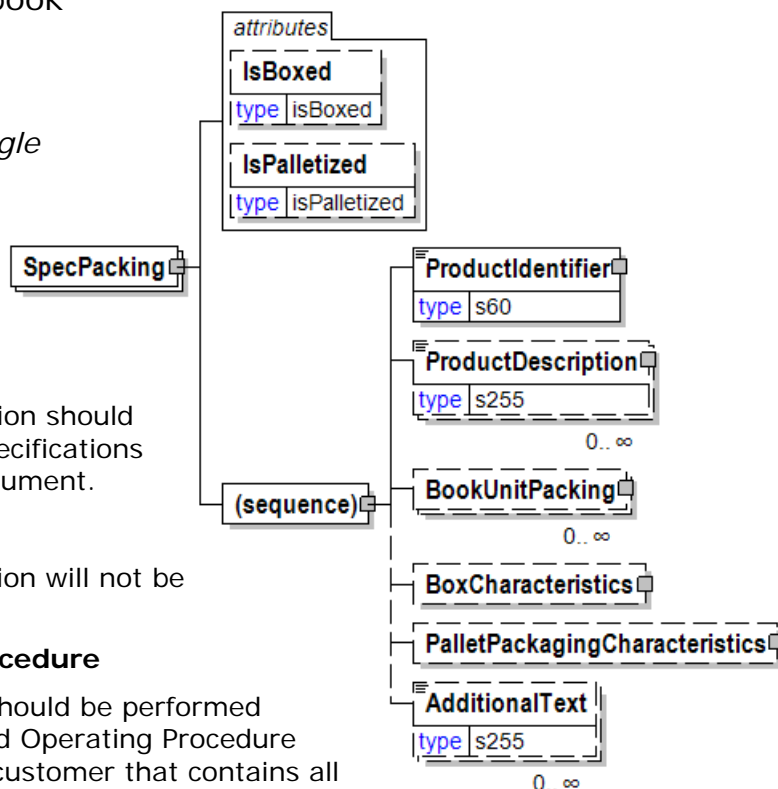 book
gle
ion should
ecifications
ument.
ion will not be
cedure
hould be performed
d Operating Procedure
customer that contains all
attributes
IsBoxed
type isBoxed
IsPalletized
type isPalletized
SpecPacking
(sequence)
ProductIdentifier
type s60
ProductDescription
type s255
0.. ∞
BookUnitPacking
0.. ∞
BoxCharacteristics
PalletPackagingCharacteristics
AdditionalText
type s255
0.. ∞